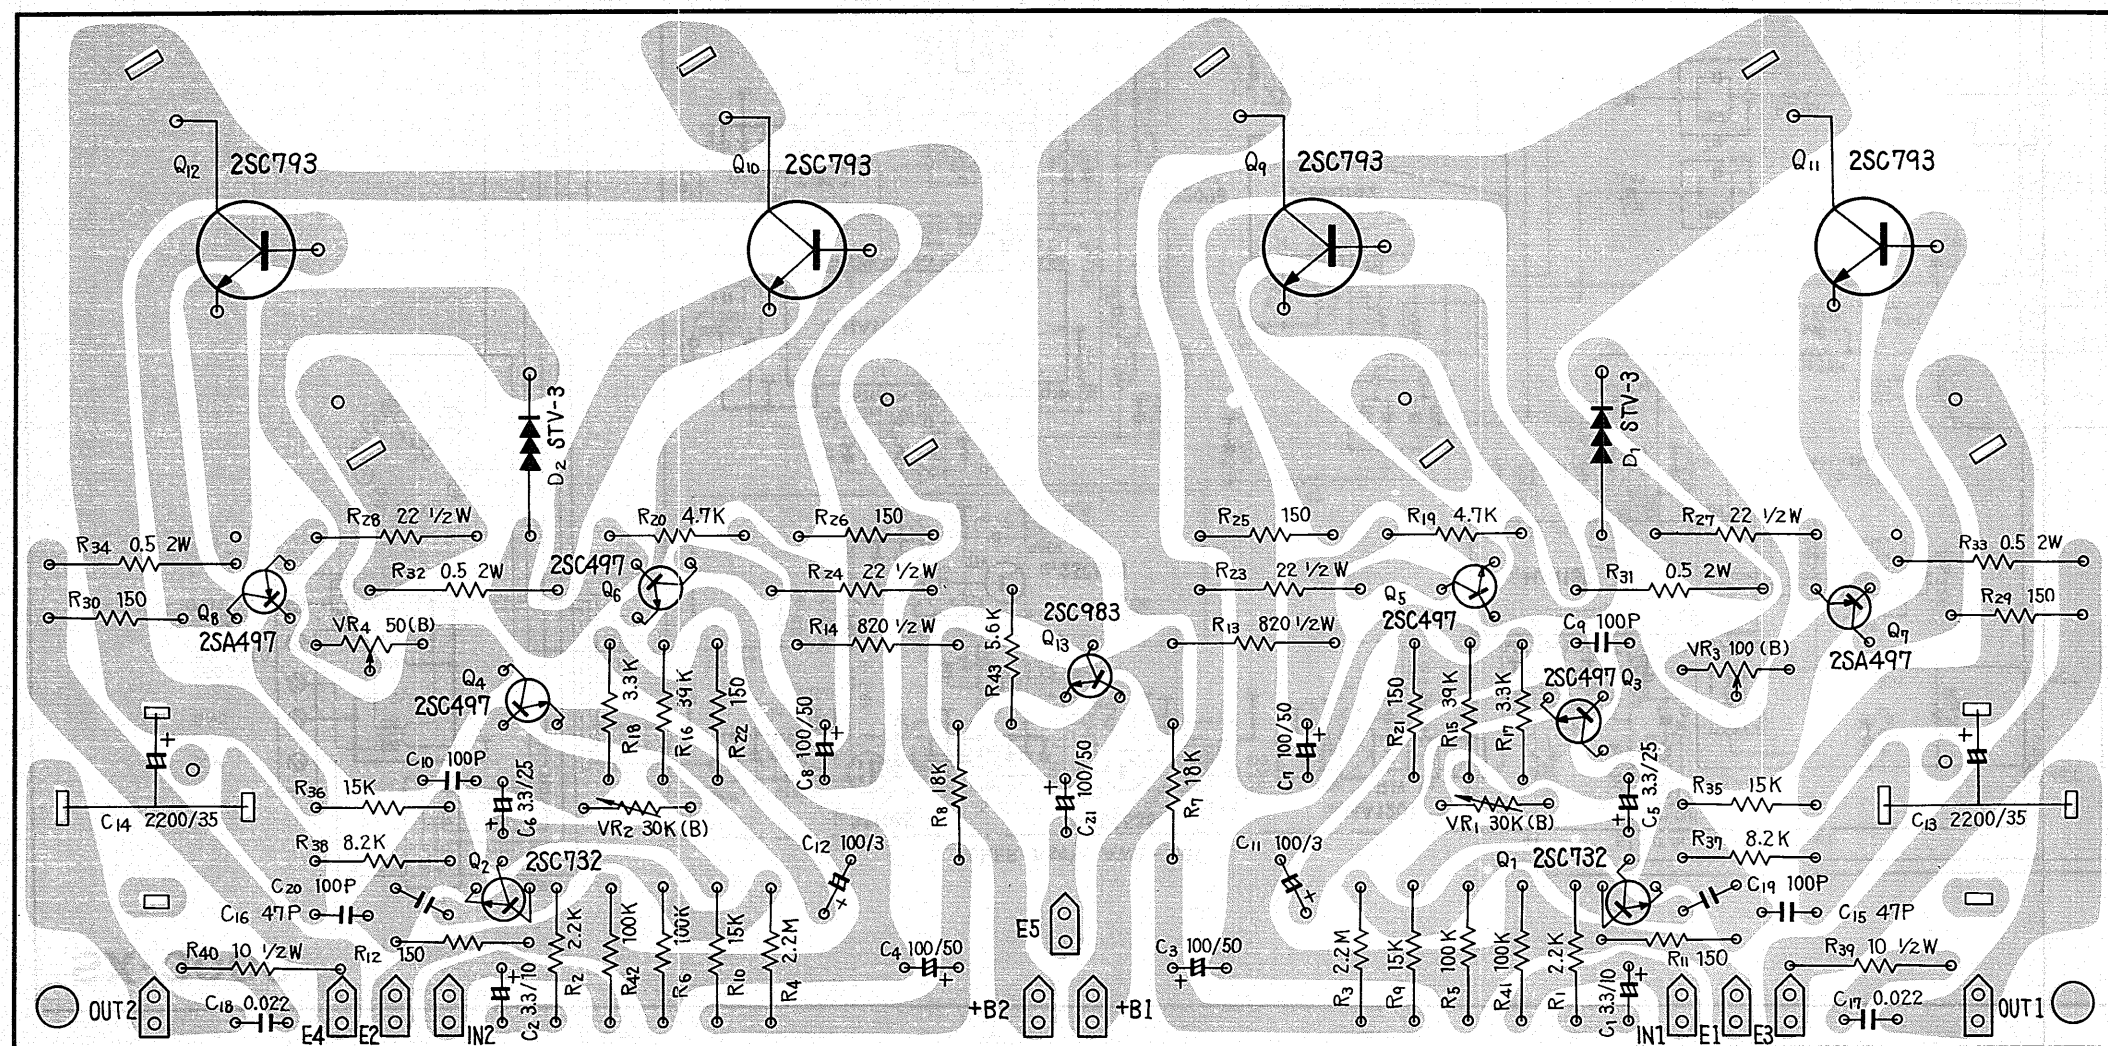 Q12 2SC793
Q10 2SC793
Q9 2SC793
Q11 2SC793
D2 STV-3
D1 STV-3
R28 22 1/2W
R20 4.7K
R26 150
R25 150
R19 4.7K
R27 22 1/2W
R34 0.5 2W
R33 0.5 2W
2SC497
Q6
R32 0.5 2W
R24 22 1/2W
R23 22 1/2W
Q5
2SC497
R31 0.5 2W
R30 150
Q8
2SA497
R29 150
Q7
2SA497
VR4 50(B)
R14 820 1/2W
R43 5.6K
2SC983
Q13
R13 820 1/2W
C9 100P
VR3 100(B)
Q4
2SC497
R18 3.3K
R16 39K
R22 150
C8 100/50
+
C7 100/50
+
R21 150
R15 39K
R17 3.3K
2SC497 Q3
+
C14 2200/35
C10 100P
R36 15K
C6 3.3/25
+
VR2 30K(B)
R8 18K
+
C21 100/50
R7 18K
VR1 30K(B)
C5 3.3/25
+
R35 15K
+
C13 2200/35
R38 8.2K
Q2 2SC732
C12 100/3
+
C11 100/3
+
Q1 2SC732
R37 8.2K
C20 100P
C16 47P
C19 100P
C15 47P
R40 10 1/2W
R12 150
R2 2.2K
R42 100K
R6 100K
R10 15K
R4 2.2M
C4 100/50
+
E5
C3 100/50
+
R3 2.2M
R9 15K
R5 100K
R41 100K
R1 2.2K
R11 150
R39 10 1/2W
OUT2
C18 0.022
E4
E2
IN2
C2 3.3/10
+
+B2
+B1
C1 3.3/10
+
IN1
E1
E3
C17 0.022
OUT1